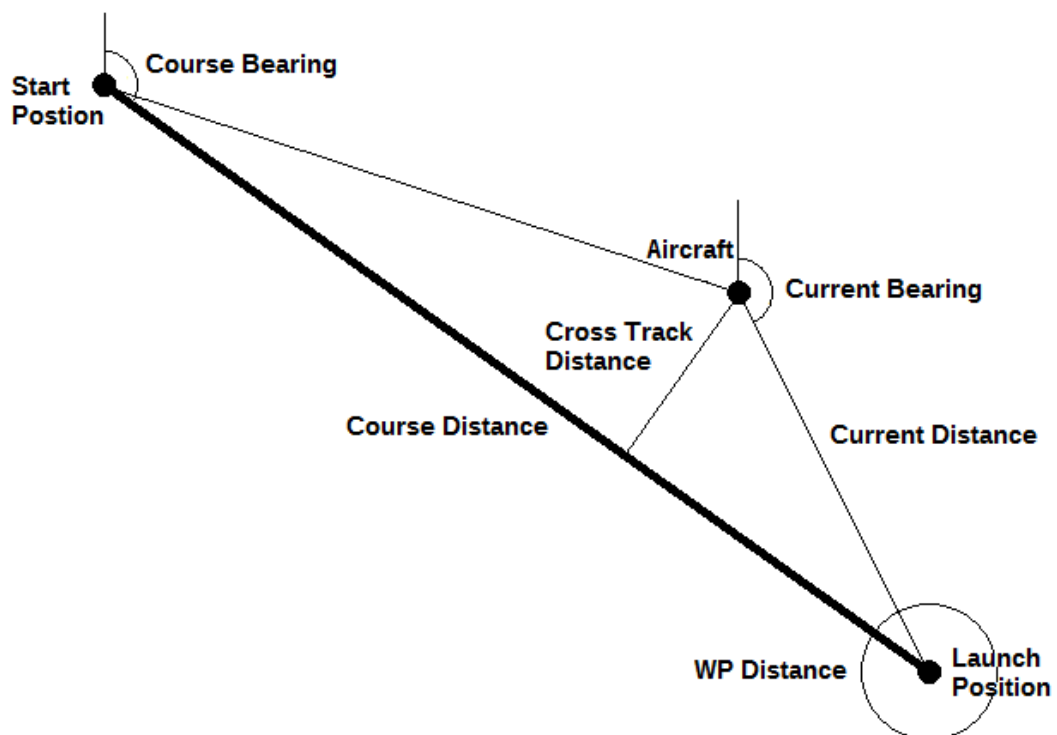 Course Bearing
Start
Postion
Aircraft
Current Bearing
Cross Track
Distance
Course Distance
Current Distance
WP Distance
Launch
Position